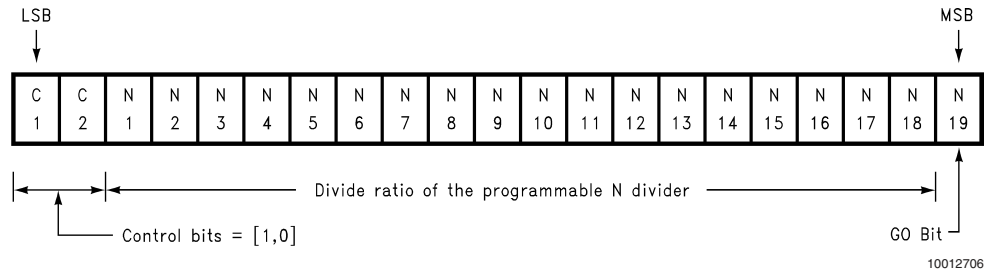 LSB MSB
C C N N N N N N N N N N N N N N N N N N N
1 2 1 2 3 4 5 6 7 8 9 10 11 12 13 14 15 16 17 18 19
Divide ratio of the programmable N divider
Control bits = [1,0] GO Bit
10012706